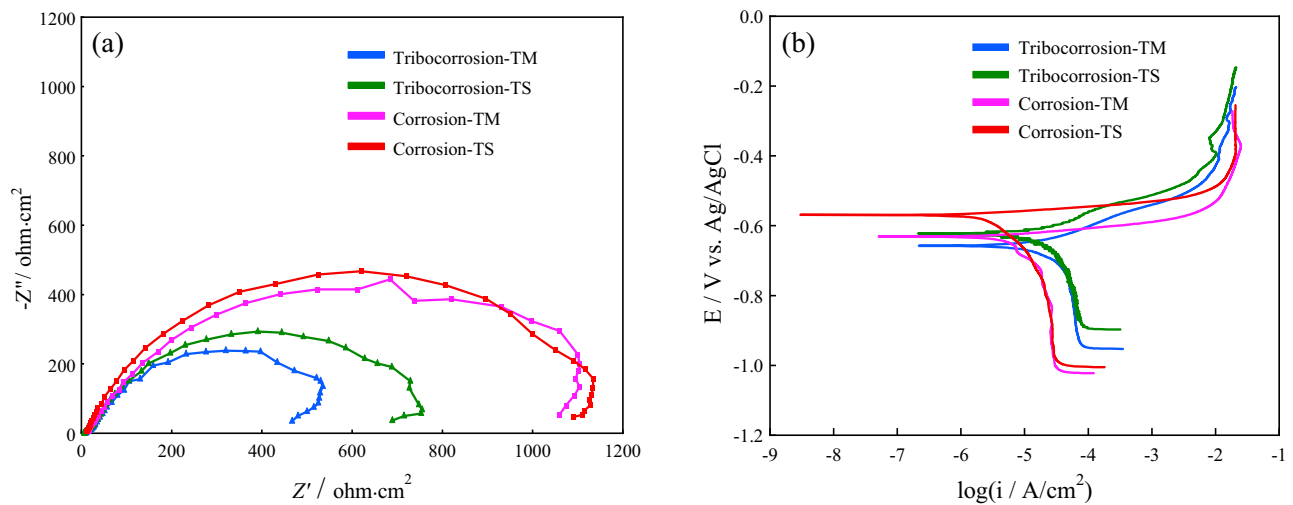 (a)
Tribocorrosion-TM
Tribocorrosion-TS
Corrosion-TM
Corrosion-TS
1200
1000
800
600
400
200
0
-Z"/ ohm·cm²
0 200 400 600 800 1000 1200
Z' / ohm·cm²
(b)
Tribocorrosion-TM
Tribocorrosion-TS
Corrosion-TM
Corrosion-TS
0.0
-0.2
-0.4
-0.6
-0.8
-1.0
-1.2
E / V vs. Ag/AgCl
-9 -8 -7 -6 -5 -4 -3 -2 -1
log(i / A/cm²)